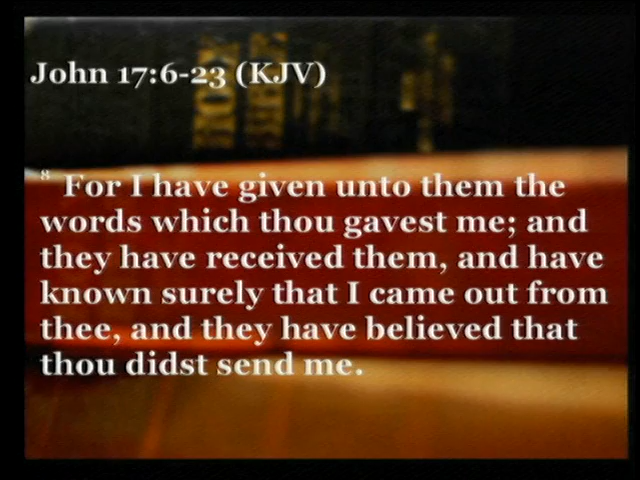 John 17:6-23 (KJV)
8 For I have given unto them the
words which thou gavest me; and
they have received them, and have
known surely that I came out from
thee, and they have believed that
thou didst send me.